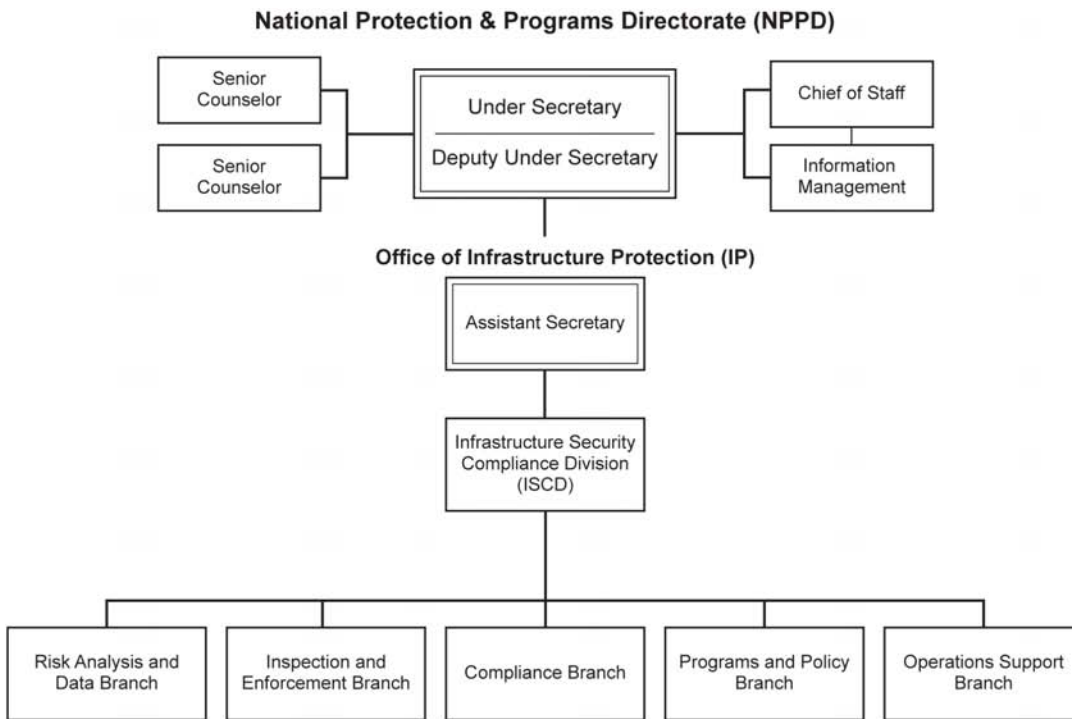 National Protection & Programs Directorate (NPPD)
Senior
Counselor
Senior
Counselor
Under Secretary
Deputy Under Secretary
Chief of Staff
Information
Management
Office of Infrastructure Protection (IP)
Assistant Secretary
Infrastructure Security
Compliance Division
(ISCD)
Risk Analysis and
Data Branch
Inspection and
Enforcement Branch
Compliance Branch
Programs and Policy
Branch
Operations Support
Branch